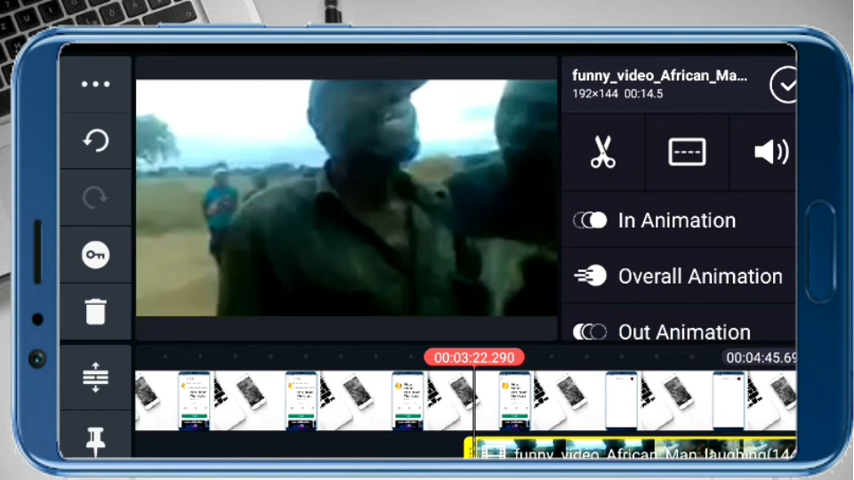 funny_video_African_Ma...
192×144 00:14.5
In Animation
Overall Animation
Out Animation
00:03:22.290
00:04:45.69
funny_video_African_Man_laughing(144